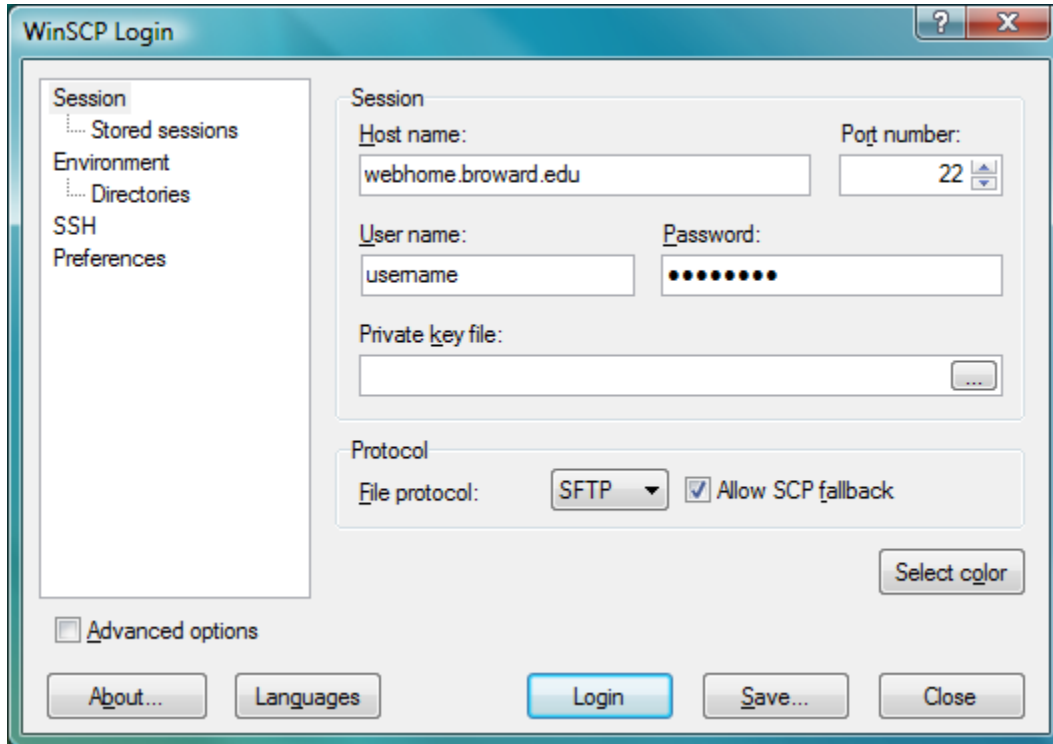 WinSCP Login
Session
Stored sessions
Environment
Directories
SSH
Preferences
Session
Host name: Port number:
webhome.broward.edu 22
User name: Password:
username ••••••••
Private key file:
...
Protocol
File protocol: SFTP Allow SCP fallback
Select color
Advanced options
About... Languages Login Save... Close